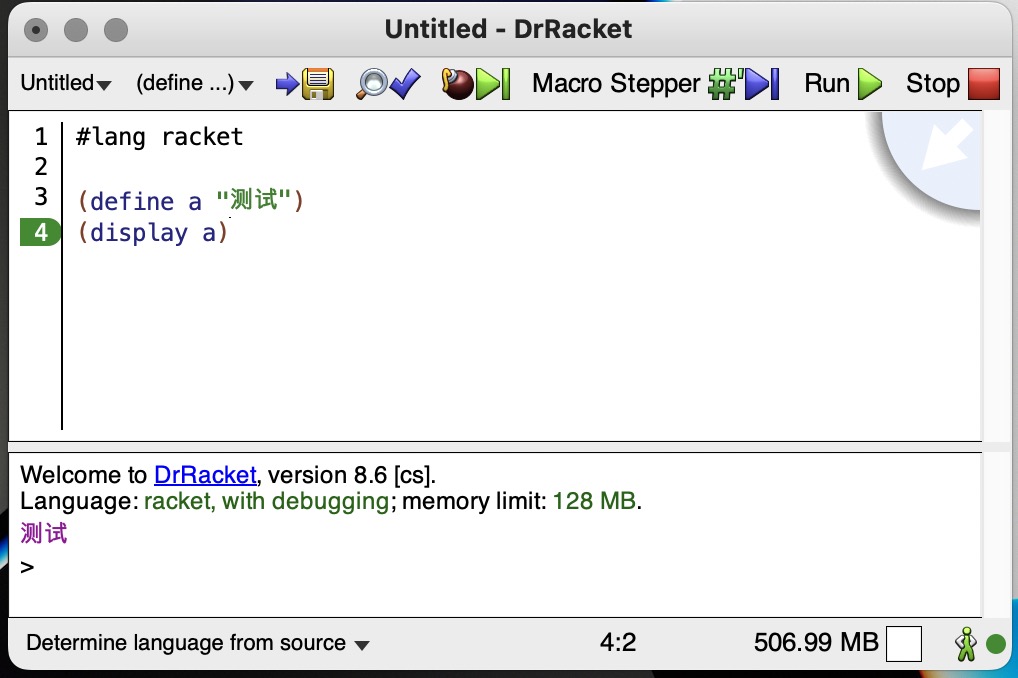 Untitled - DrRacket
Untitled (define ...) Macro Stepper #' Run Stop
1 #lang racket
2
3 (define a "测试")
4 (display a)
Welcome to DrRacket, version 8.6 [cs].
Language: racket, with debugging; memory limit: 128 MB.
测试
>
Determine language from source 4:2 506.99 MB